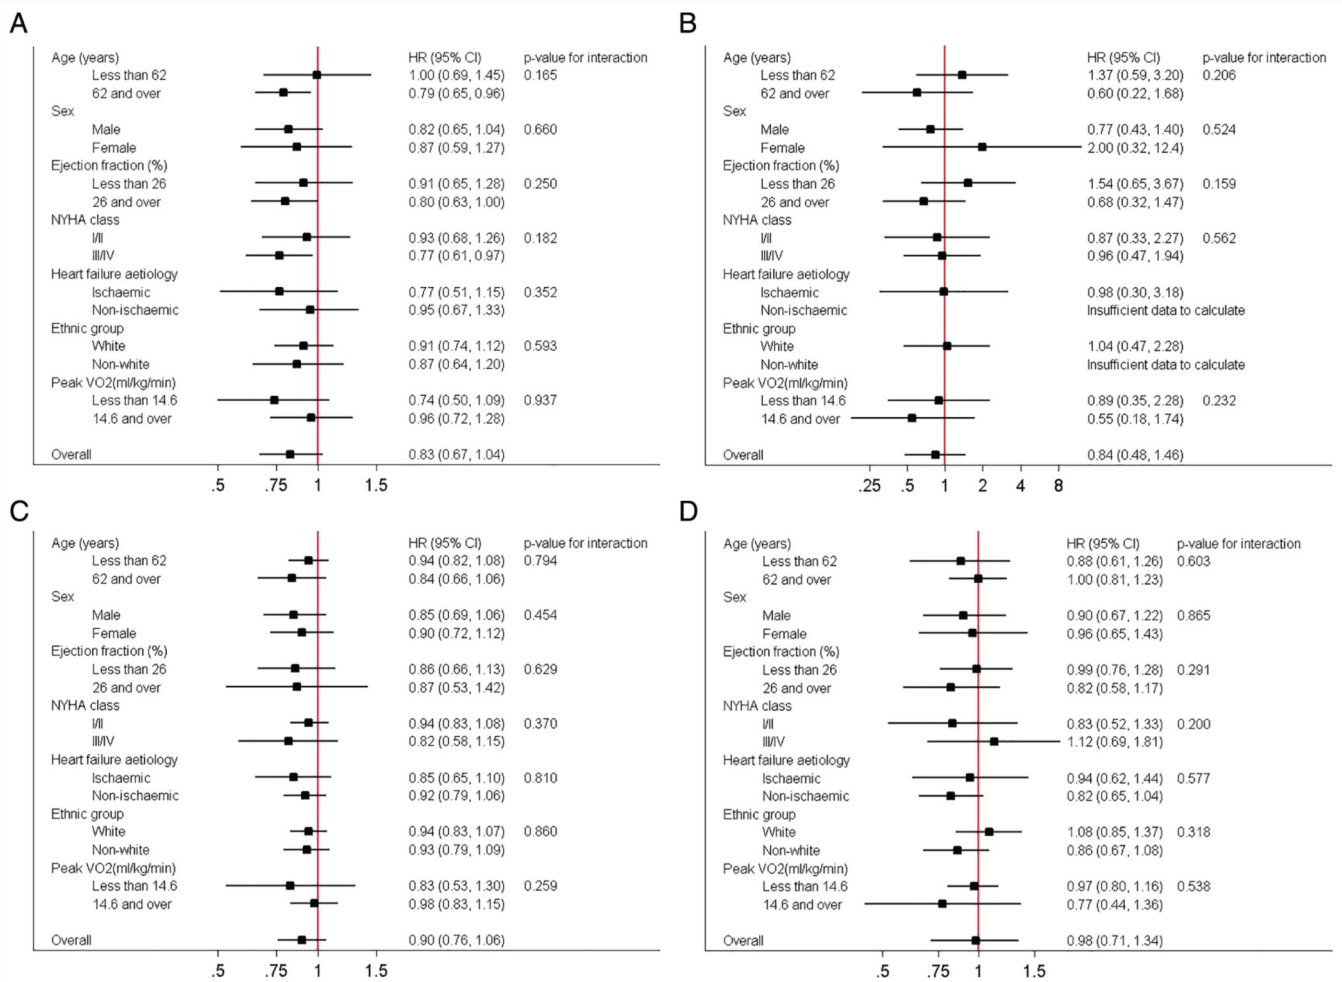 A
Age (years) HR (95% CI) p-value for interaction
Less than 62 1.00 (0.69, 1.45) 0.165
62 and over 0.79 (0.65, 0.96)
Sex
Male 0.82 (0.65, 1.04) 0.660
Female 0.87 (0.59, 1.27)
Ejection fraction (%)
Less than 26 0.91 (0.65, 1.28) 0.250
26 and over 0.80 (0.63, 1.00)
NYHA class
I/II 0.93 (0.68, 1.26) 0.182
III/IV 0.77 (0.61, 0.97)
Heart failure aetiology
Ischaemic 0.77 (0.51, 1.15) 0.352
Non-ischaemic 0.95 (0.67, 1.33)
Ethnic group
White 0.91 (0.74, 1.12) 0.593
Non-white 0.87 (0.64, 1.20)
Peak VO2(ml/kg/min)
Less than 14.6 0.74 (0.50, 1.09) 0.937
14.6 and over 0.96 (0.72, 1.28)
Overall 0.83 (0.67, 1.04)
.5 .75 1 1.5
B
Age (years) HR (95% CI) p-value for interaction
Less than 62 1.37 (0.59, 3.20) 0.206
62 and over 0.60 (0.22, 1.68)
Sex
Male 0.77 (0.43, 1.40) 0.524
Female 2.00 (0.32, 12.4)
Ejection fraction (%)
Less than 26 1.54 (0.65, 3.67) 0.159
26 and over 0.68 (0.32, 1.47)
NYHA class
I/II 0.87 (0.33, 2.27) 0.562
III/IV 0.96 (0.47, 1.94)
Heart failure aetiology
Ischaemic 0.98 (0.30, 3.18)
Non-ischaemic Insufficient data to calculate
Ethnic group
White 1.04 (0.47, 2.28)
Non-white Insufficient data to calculate
Peak VO2(ml/kg/min)
Less than 14.6 0.89 (0.35, 2.28) 0.232
14.6 and over 0.55 (0.18, 1.74)
Overall 0.84 (0.48, 1.46)
.25 .5 1 2 4 8
C
Age (years) HR (95% CI) p-value for interaction
Less than 62 0.94 (0.82, 1.08) 0.794
62 and over 0.84 (0.66, 1.06)
Sex
Male 0.85 (0.69, 1.06) 0.454
Female 0.90 (0.72, 1.12)
Ejection fraction (%)
Less than 26 0.86 (0.66, 1.13) 0.629
26 and over 0.87 (0.53, 1.42)
NYHA class
I/II 0.94 (0.83, 1.08) 0.370
III/IV 0.82 (0.58, 1.15)
Heart failure aetiology
Ischaemic 0.85 (0.65, 1.10) 0.810
Non-ischaemic 0.92 (0.79, 1.06)
Ethnic group
White 0.94 (0.83, 1.07) 0.860
Non-white 0.93 (0.79, 1.09)
Peak VO2(ml/kg/min)
Less than 14.6 0.83 (0.53, 1.30) 0.259
14.6 and over 0.98 (0.83, 1.15)
Overall 0.90 (0.76, 1.06)
.5 .75 1 1.5
D
Age (years) HR (95% CI) p-value for interaction
Less than 62 0.88 (0.61, 1.26) 0.603
62 and over 1.00 (0.81, 1.23)
Sex
Male 0.90 (0.67, 1.22) 0.865
Female 0.96 (0.65, 1.43)
Ejection fraction (%)
Less than 26 0.99 (0.76, 1.28) 0.291
26 and over 0.82 (0.58, 1.17)
NYHA class
I/II 0.83 (0.52, 1.33) 0.200
III/IV 1.12 (0.69, 1.81)
Heart failure aetiology
Ischaemic 0.94 (0.62, 1.44) 0.577
Non-ischaemic 0.82 (0.65, 1.04)
Ethnic group
White 1.08 (0.85, 1.37) 0.318
Non-white 0.86 (0.67, 1.08)
Peak VO2(ml/kg/min)
Less than 14.6 0.97 (0.80, 1.16) 0.538
14.6 and over 0.77 (0.44, 1.36)
Overall 0.98 (0.71, 1.34)
.5 .75 1 1.5